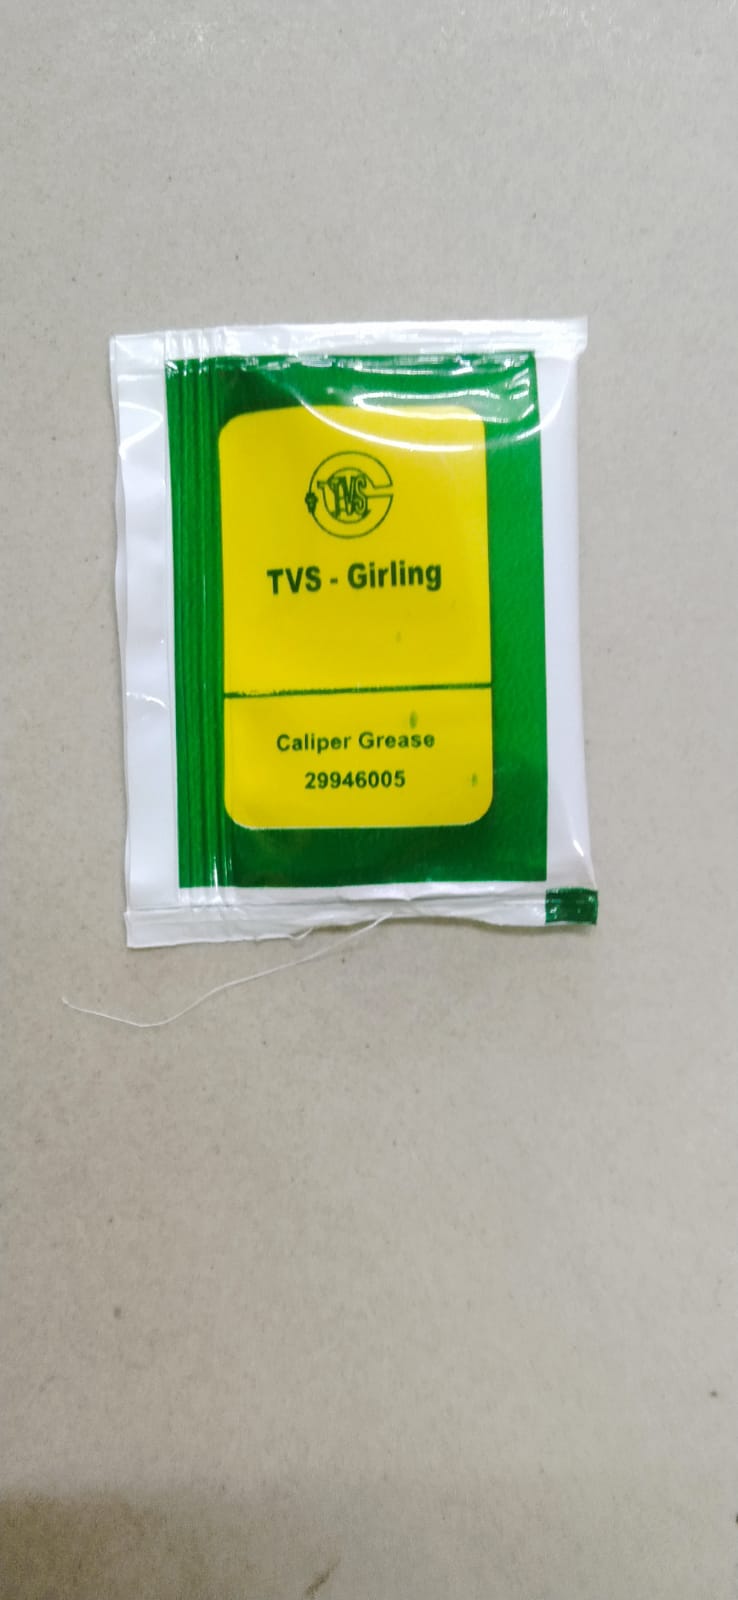 TVS
TVS - Girling
Caliper Grease
29946005